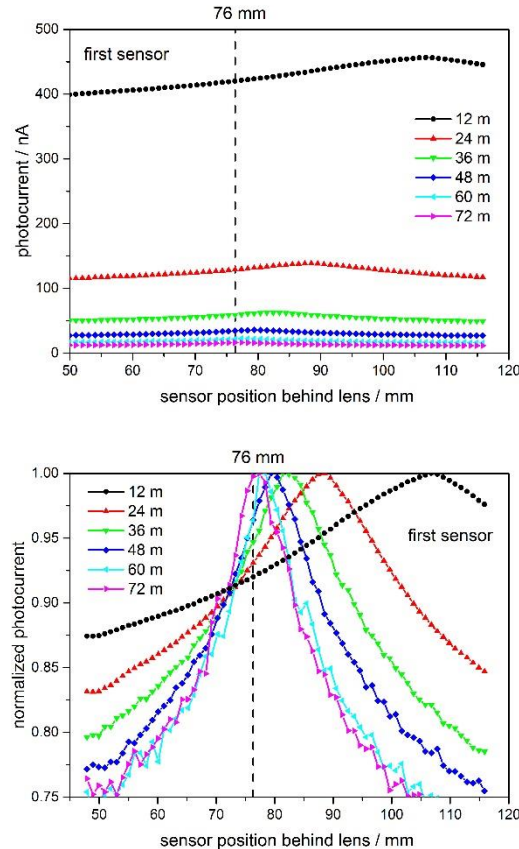 76 mm
500
first sensor
400
300
200
100
0
photocurrent / nA
12 m
24 m
36 m
48 m
60 m
72 m
50 60 70 80 90 100 110 120
sensor position behind lens / mm
76 mm
1.00
0.95
0.90
0.85
0.80
0.75
normalized photocurrent
12 m
24 m
36 m
48 m
60 m
72 m
first sensor
50 60 70 80 90 100 110 120
sensor position behind lens / mm